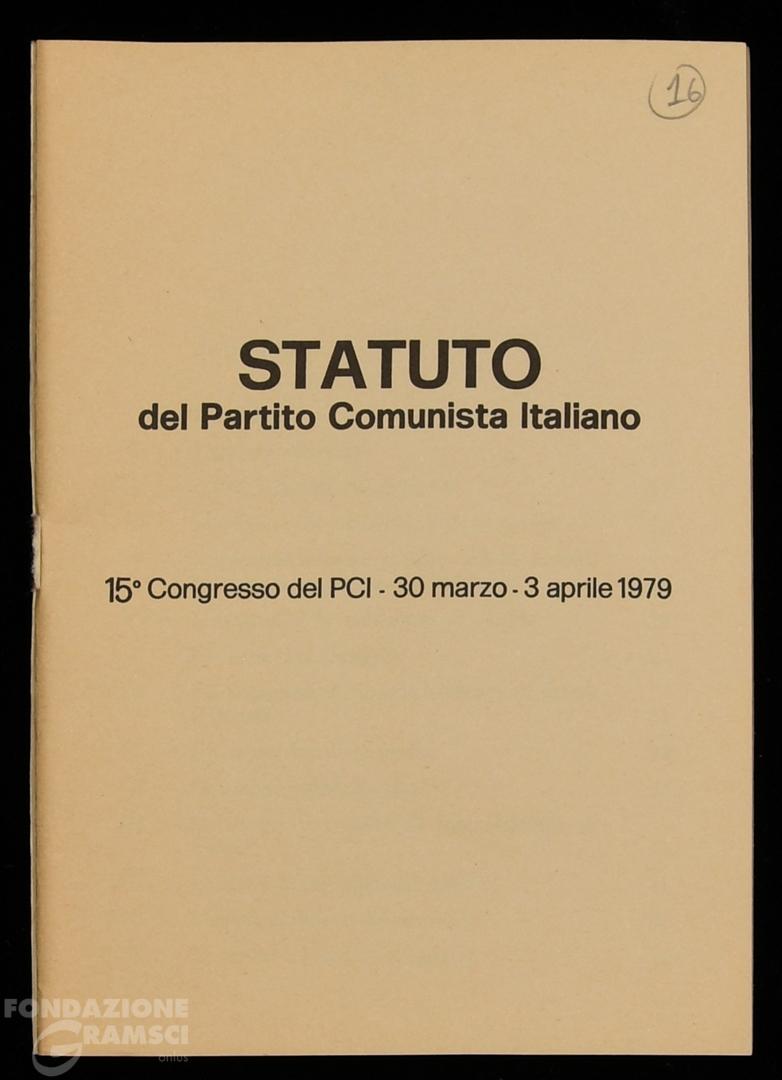 16
STATUTO
del Partito Comunista Italiano
15° Congresso del PCI - 30 marzo - 3 aprile 1979
FONDAZIONE
GRAMSCI
onlus